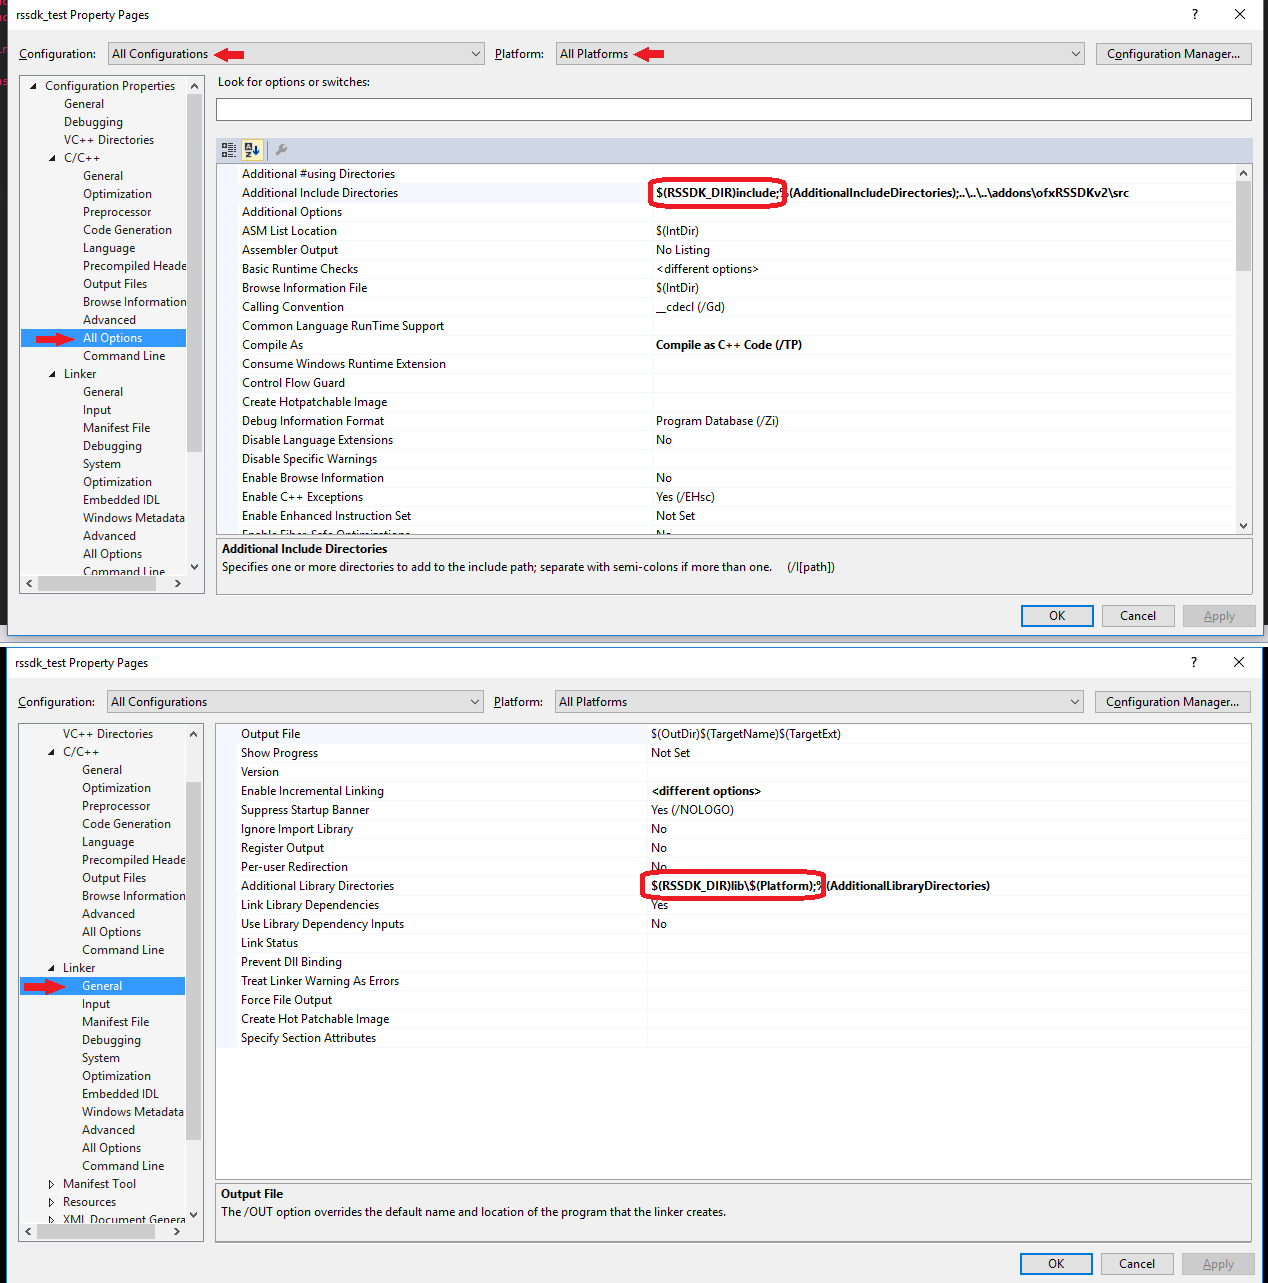 rssdk_test Property Pages
Configuration: All Configurations Platform: All Platforms Configuration Manager...
Configuration Properties
General
Debugging
VC++ Directories
C/C++
General
Optimization
Preprocessor
Code Generation
Language
Precompiled Heade
Output Files
Browse Information
Advanced
All Options
Command Line
Linker
General
Input
Manifest File
Debugging
System
Optimization
Embedded IDL
Windows Metadata
Advanced
All Options
Command Line
Look for options or switches:
Additional #using Directories
Additional Include Directories $(RSSDK_DIR)include;%(AdditionalIncludeDirectories);..\..\..\addons\ofxRSSDKv2\src
Additional Options
ASM List Location $(IntDir)
Assembler Output No Listing
Basic Runtime Checks <different options>
Browse Information File $(IntDir)
Calling Convention __cdecl (/Gd)
Common Language RunTime Support
Compile As Compile as C++ Code (/TP)
Consume Windows Runtime Extension
Control Flow Guard
Create Hotpatchable Image
Debug Information Format Program Database (/Zi)
Disable Language Extensions No
Disable Specific Warnings
Enable Browse Information No
Enable C++ Exceptions Yes (/EHsc)
Enable Enhanced Instruction Set Not Set
Enable Fiber-Safe Optimizations No
Additional Include Directories
Specifies one or more directories to add to the include path; separate with semi-colons if more than one. (/I[path])
OK Cancel Apply
rssdk_test Property Pages
Configuration: All Configurations Platform: All Platforms Configuration Manager...
VC++ Directories
C/C++
General
Optimization
Preprocessor
Code Generation
Language
Precompiled Heade
Output Files
Browse Information
Advanced
All Options
Command Line
Linker
General
Input
Manifest File
Debugging
System
Optimization
Embedded IDL
Windows Metadata
Advanced
All Options
Command Line
Manifest Tool
Resources
XML Document Genera
Output File $(OutDir)$(TargetName)$(TargetExt)
Show Progress Not Set
Version
Enable Incremental Linking <different options>
Suppress Startup Banner Yes (/NOLOGO)
Ignore Import Library No
Register Output No
Per-user Redirection No
Additional Library Directories $(RSSDK_DIR)lib\$(Platform);%(AdditionalLibraryDirectories)
Link Library Dependencies Yes
Use Library Dependency Inputs No
Link Status
Prevent Dll Binding
Treat Linker Warning As Errors
Force File Output
Create Hot Patchable Image
Specify Section Attributes
Output File
The /OUT option overrides the default name and location of the program that the linker creates.
OK Cancel Apply